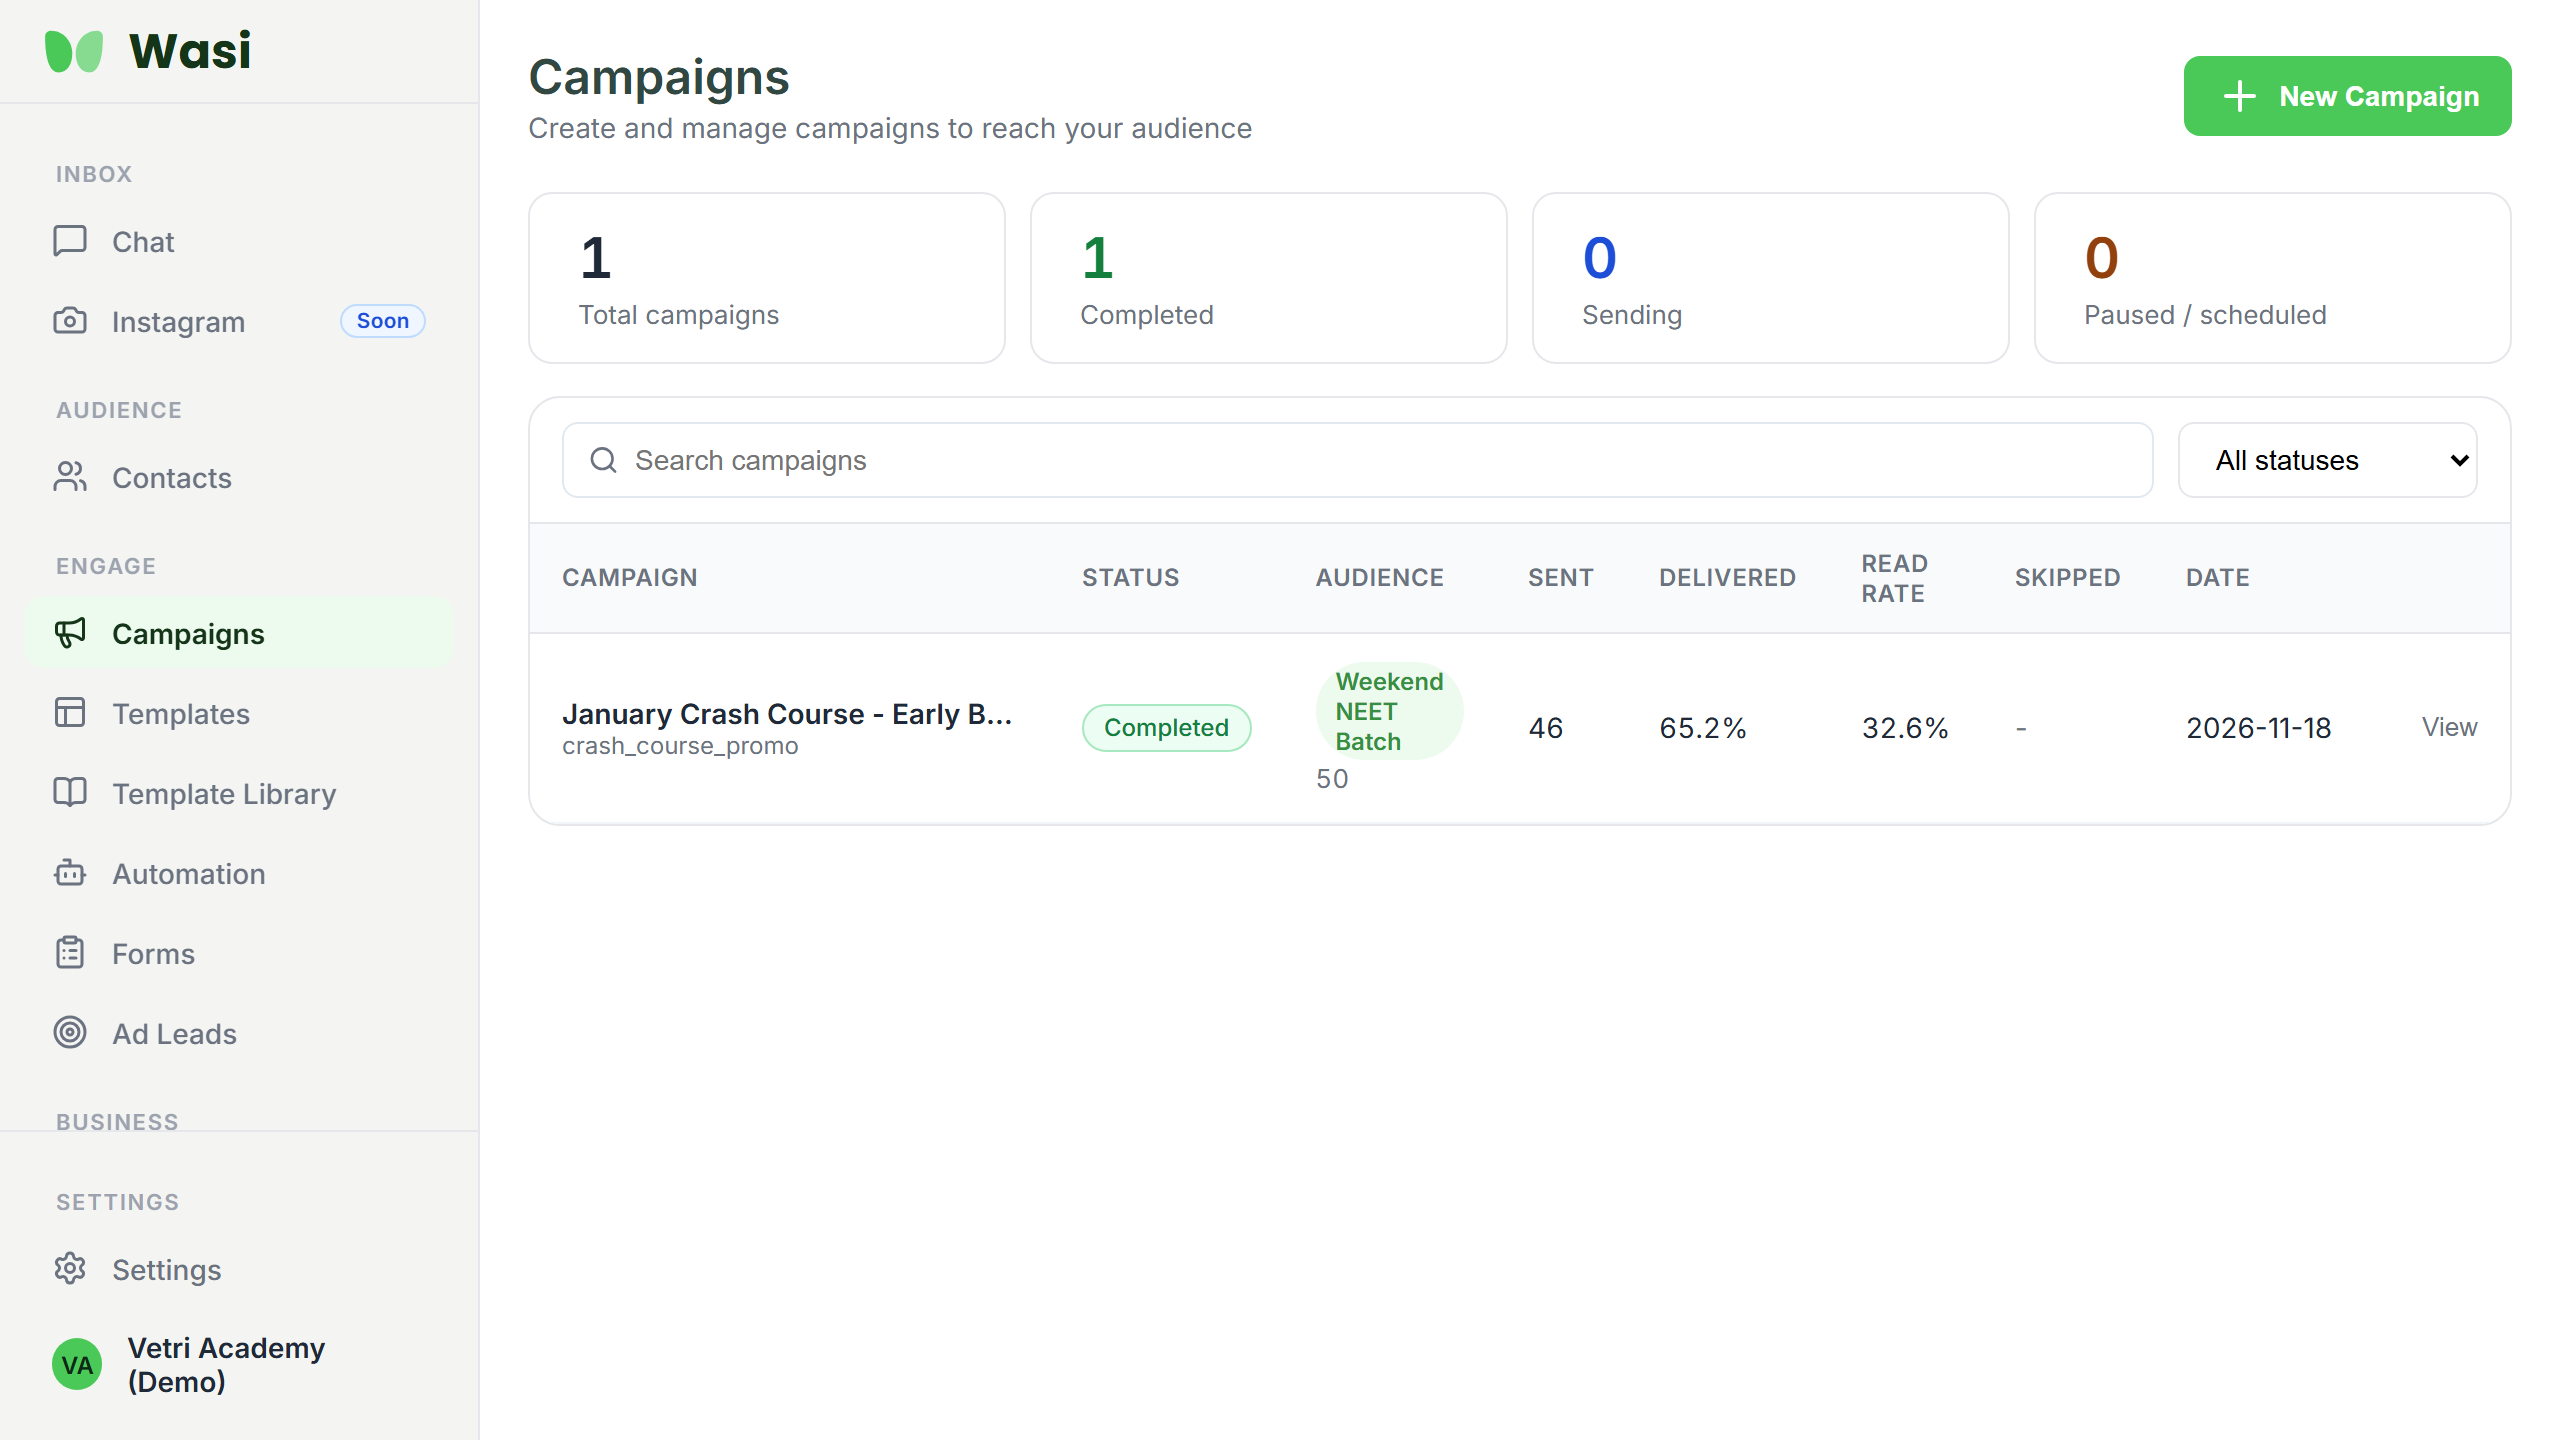 Wasi
INBOX
Chat
Instagram
Soon
AUDIENCE
Contacts
ENGAGE
Campaigns
Templates
Template Library
Automation
Forms
Ad Leads
BUSINESS
SETTINGS
Settings
VA
Vetri Academy
(Demo)
Campaigns
Create and manage campaigns to reach your audience
New Campaign
1
Total campaigns
1
Completed
0
Sending
0
Paused / scheduled
Search campaigns
All statuses
CAMPAIGN STATUS AUDIENCE SENT DELIVERED READ RATE SKIPPED DATE
January Crash Course - Early B...
crash_course_promo
Completed
Weekend
NEET
Batch
50
46
65.2%
32.6%
-
2026-11-18
View